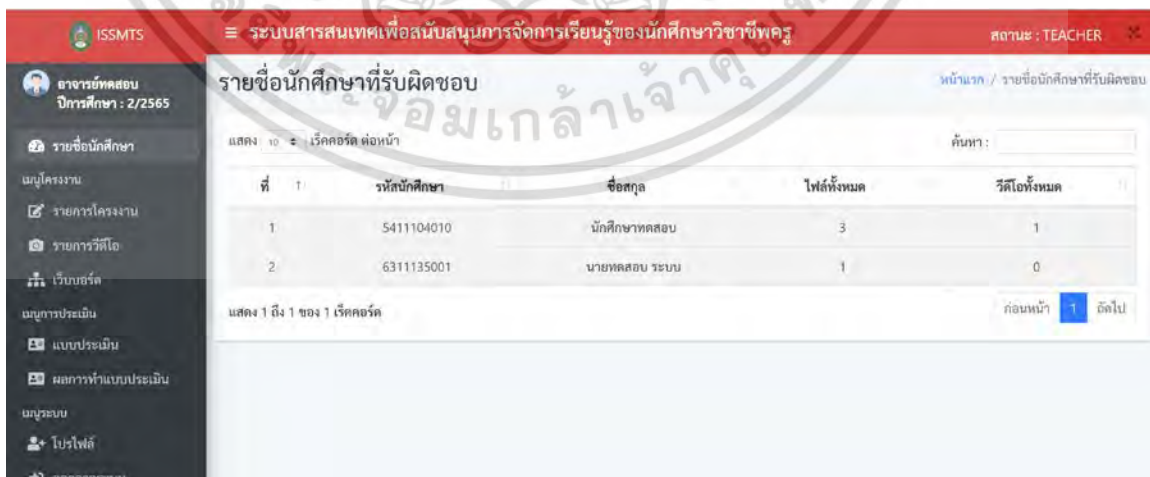 ISSMTS
≡ ระบบสารสนเทศเพื่อสนับสนุนการจัดการเรียนรู้ของนักศึกษาวิชาชีพครู
สถานะ : TEACHER
อาจารย์ทดสอบ
ปีการศึกษา : 2/2565
รายชื่อนักศึกษา
เมนูโครงงาน
รายการโครงงาน
รายการวีดีโอ
เว็บบอร์ด
เมนูการประเมิน
แบบประเมิน
ผลการทำแบบประเมิน
เมนูระบบ
โปรไฟล์
รายชื่อนักศึกษาที่รับผิดชอบ
หน้าแรก / รายชื่อนักศึกษาที่รับผิดชอบ
แสดง 10 เร็คคอร์ด ต่อหน้า
ค้นหา :
ที่ รหัสนักศึกษา ชื่อสกุล ไฟล์ทั้งหมด วีดีโอทั้งหมด
1 5411104010 นักศึกษาทดสอบ 3 1
2 6311135001 นายทดสอบ ระบบ 1 0
แสดง 1 ถึง 1 ของ 1 เร็คคอร์ด
ก่อนหน้า 1 ถัดไป